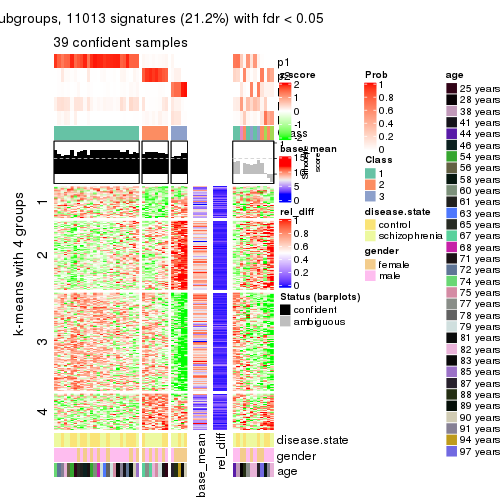 ubgroups, 11013 signatures (21.2%) with fdr < 0.05
39 confident samples
p1
z-score
2
1
0
-1
base_mean
15
5
0
score
rel_diff
1
0.8
0.6
0.4
0.2
0
Status (barplots)
confident
ambiguous
Prob
1
0.8
0.6
0.4
0.2
0
Class
1
2
3
disease.state
control
schizophrenia
gender
female
male
age
25 years
28 years
38 years
41 years
44 years
46 years
54 years
56 years
58 years
60 years
61 years
63 years
65 years
67 years
68 years
71 years
72 years
74 years
75 years
77 years
78 years
79 years
81 years
82 years
83 years
85 years
87 years
88 years
89 years
90 years
91 years
94 years
97 years
k-means with 4 groups
1
2
3
4
disease.state
gender
age
base_mean
rel_diff